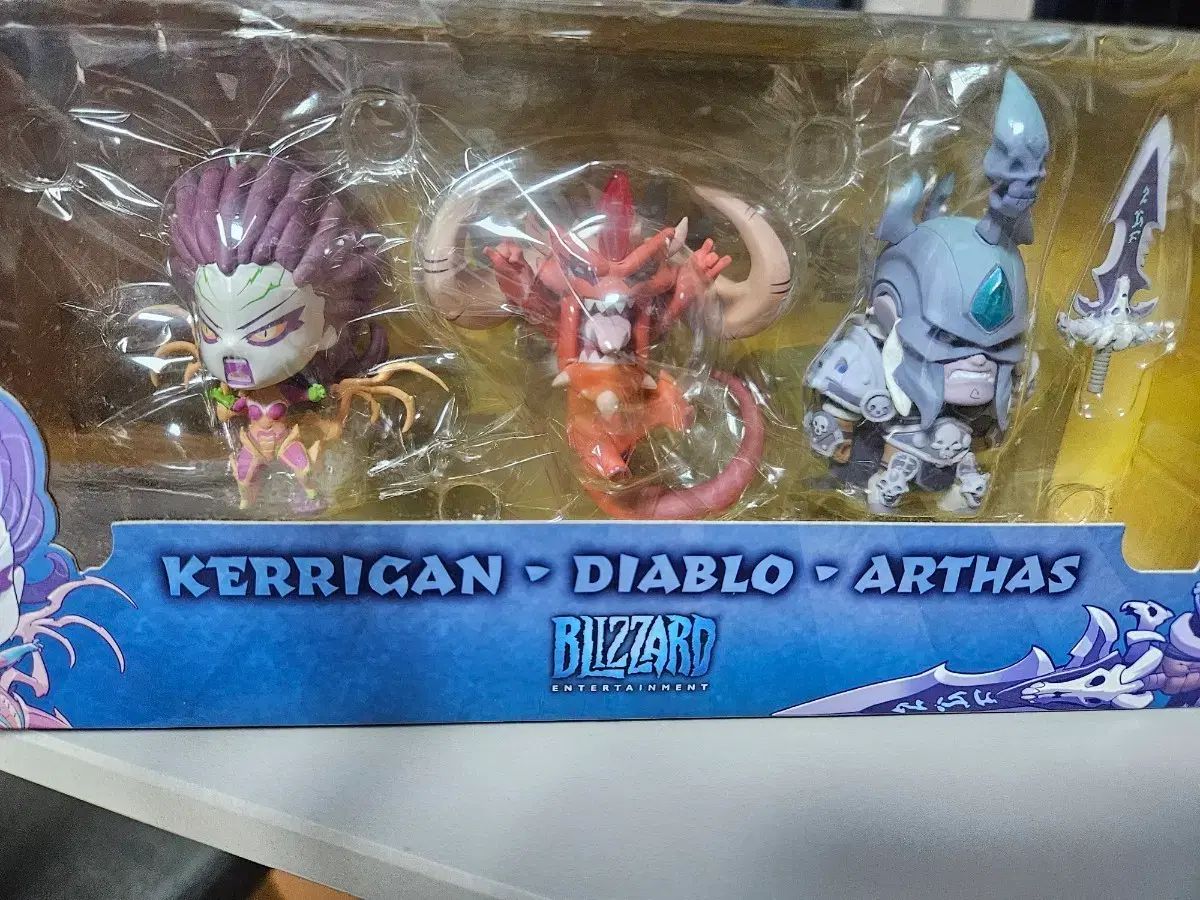 KERRIGAN · DIABLO · ARTHAS
BLIZZARD
ENTERTAINMENT